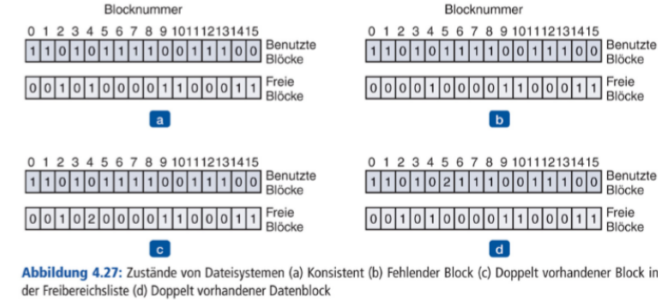 Blocknummer
0 1 2 3 4 5 6 7 8 9 10 11 12 13 14 15
1 1 0 1 0 1 1 1 1 0 0 1 1 1 0 0 Benutzte
Blöcke
0 0 1 0 1 0 0 0 0 1 1 0 0 0 1 1 Freie
Blöcke
a
Blocknummer
0 1 2 3 4 5 6 7 8 9 10 11 12 13 14 15
1 1 0 1 0 1 1 1 1 0 0 1 1 1 0 0 Benutzte
Blöcke
0 0 0 0 1 0 0 0 0 1 1 0 0 0 1 1 Freie
Blöcke
b
0 1 2 3 4 5 6 7 8 9 10 11 12 13 14 15
1 1 0 1 0 1 1 1 1 0 0 1 1 1 0 0 Benutzte
Blöcke
0 0 1 0 2 0 0 0 0 1 1 0 0 0 1 1 Freie
Blöcke
c
0 1 2 3 4 5 6 7 8 9 10 11 12 13 14 15
1 1 0 1 0 2 1 1 1 0 0 1 1 1 0 0 Benutzte
Blöcke
0 0 1 0 1 0 0 0 0 1 1 0 0 0 1 1 Freie
Blöcke
d
Abbildung 4.27: Zustände von Dateisystemen (a) Konsistent (b) Fehlender Block (c) Doppelt vorhandener Block in
der Freibereichsliste (d) Doppelt vorhandener Datenblock